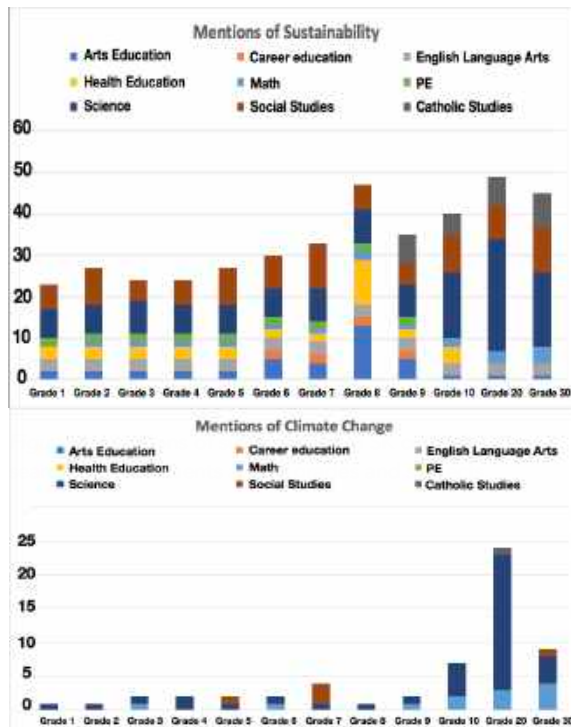 Mentions of Sustainability
Arts Education Career education English Language Arts
Health Education Math PE
Science Social Studies Catholic Studies
60
50
40
30
20
10
0
Grade 1 Grade 2 Grade 3 Grade 4 Grade 5 Grade 6 Grade 7 Grade 8 Grade 9 Grade 10 Grade 20 Grade 30
Mentions of Climate Change
Arts Education Career education English Language Arts
Health Education Math PE
Science Social Studies Catholic Studies
25
20
15
10
5
0
Grade 1 Grade 2 Grade 3 Grade 4 Grade 5 Grade 6 Grade 7 Grade 8 Grade 9 Grade 10 Grade 20 Grade 30